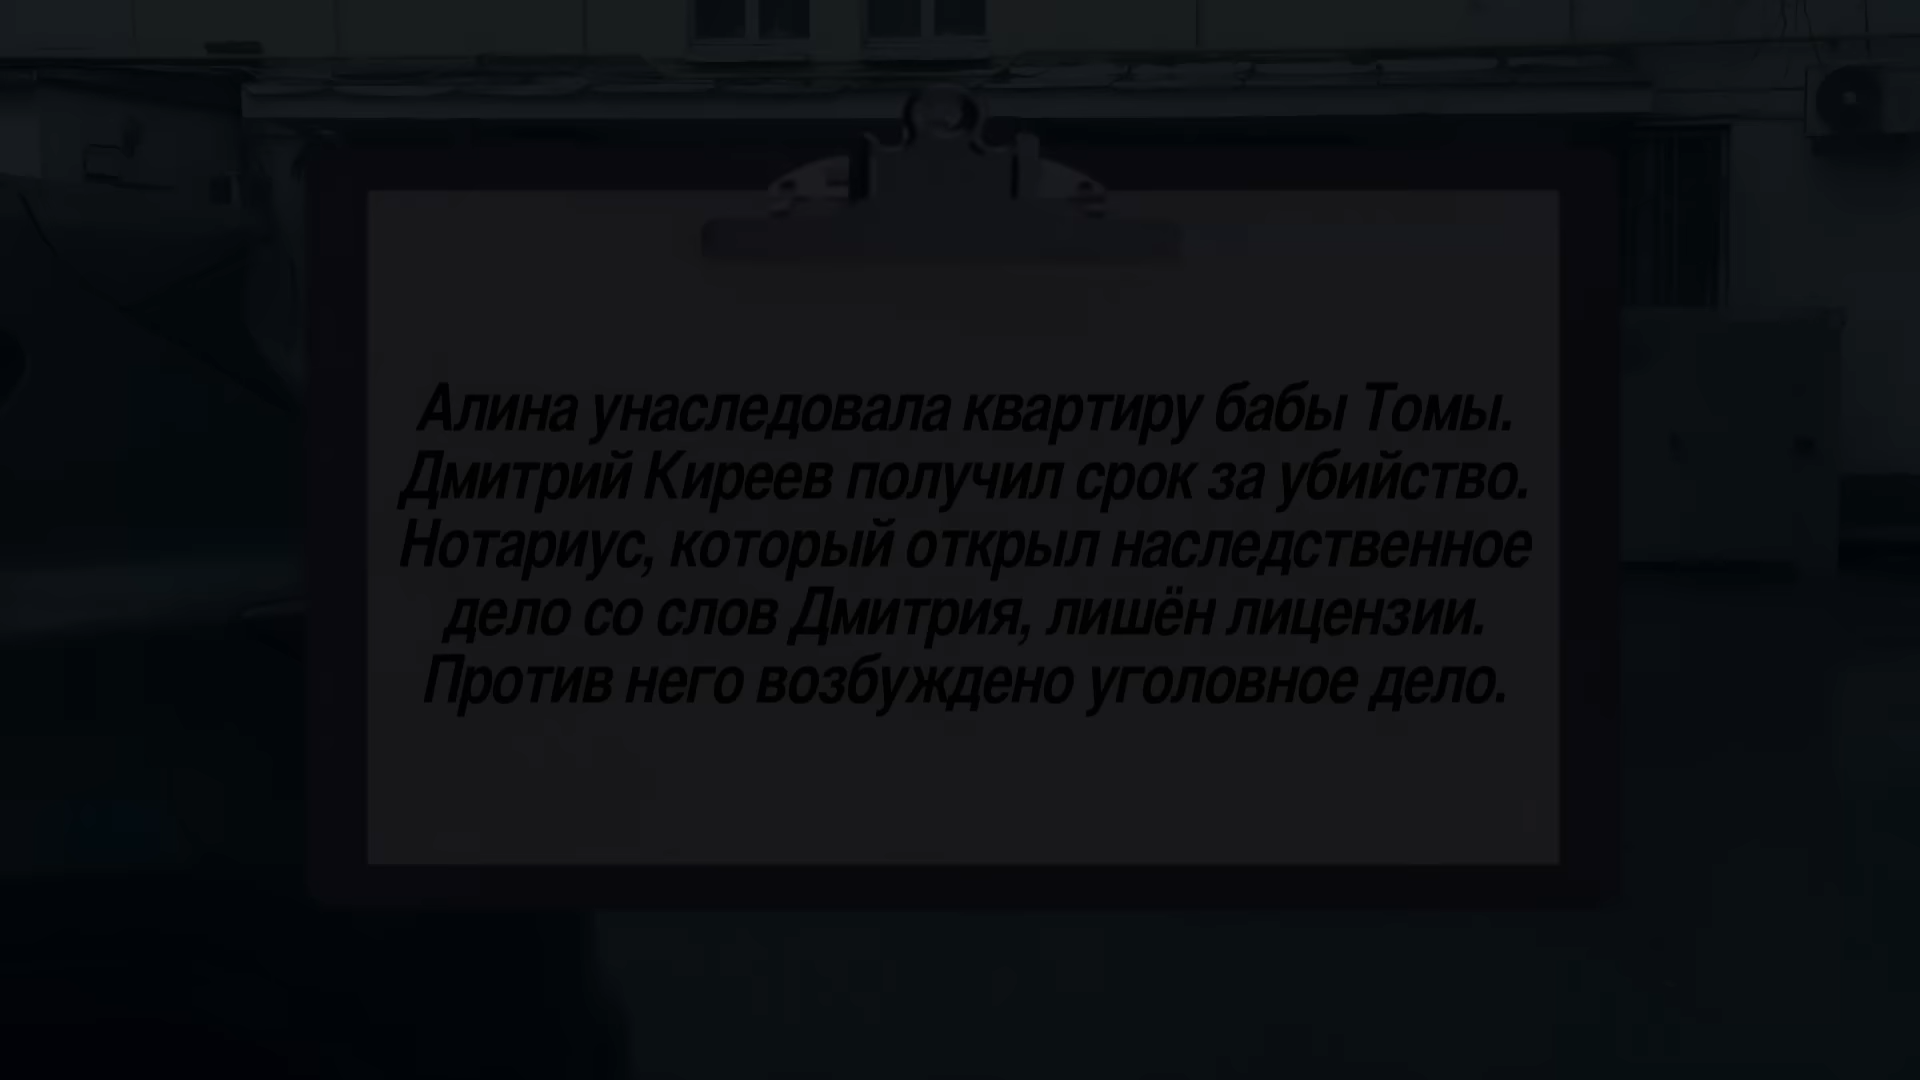 Алина унаследовала квартиру бабы Томы.
Дмитрий Киреев получил срок за убийство.
Нотариус, который открыл наследственное
дело со слов Дмитрия, лишён лицензии.
Против него возбуждено уголовное дело.